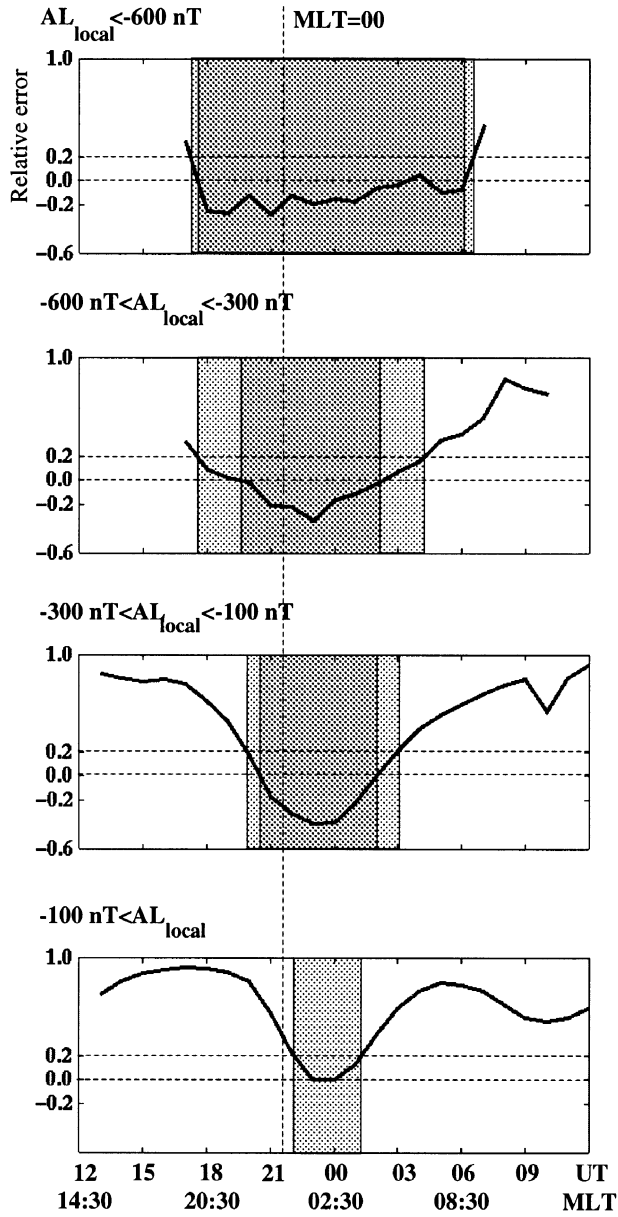 AL_local<-600 nT MLT=00
Relative error
1.0
0.2
0.0
-0.2
-0.6
-600 nT<AL_local<-300 nT
1.0
0.2
0.0
-0.2
-0.6
-300 nT<AL_local<-100 nT
1.0
0.2
0.0
-0.2
-0.6
-100 nT<AL_local
1.0
0.2
0.0
-0.2
12 15 18 21 00 03 06 09 UT
14:30 20:30 02:30 08:30 MLT